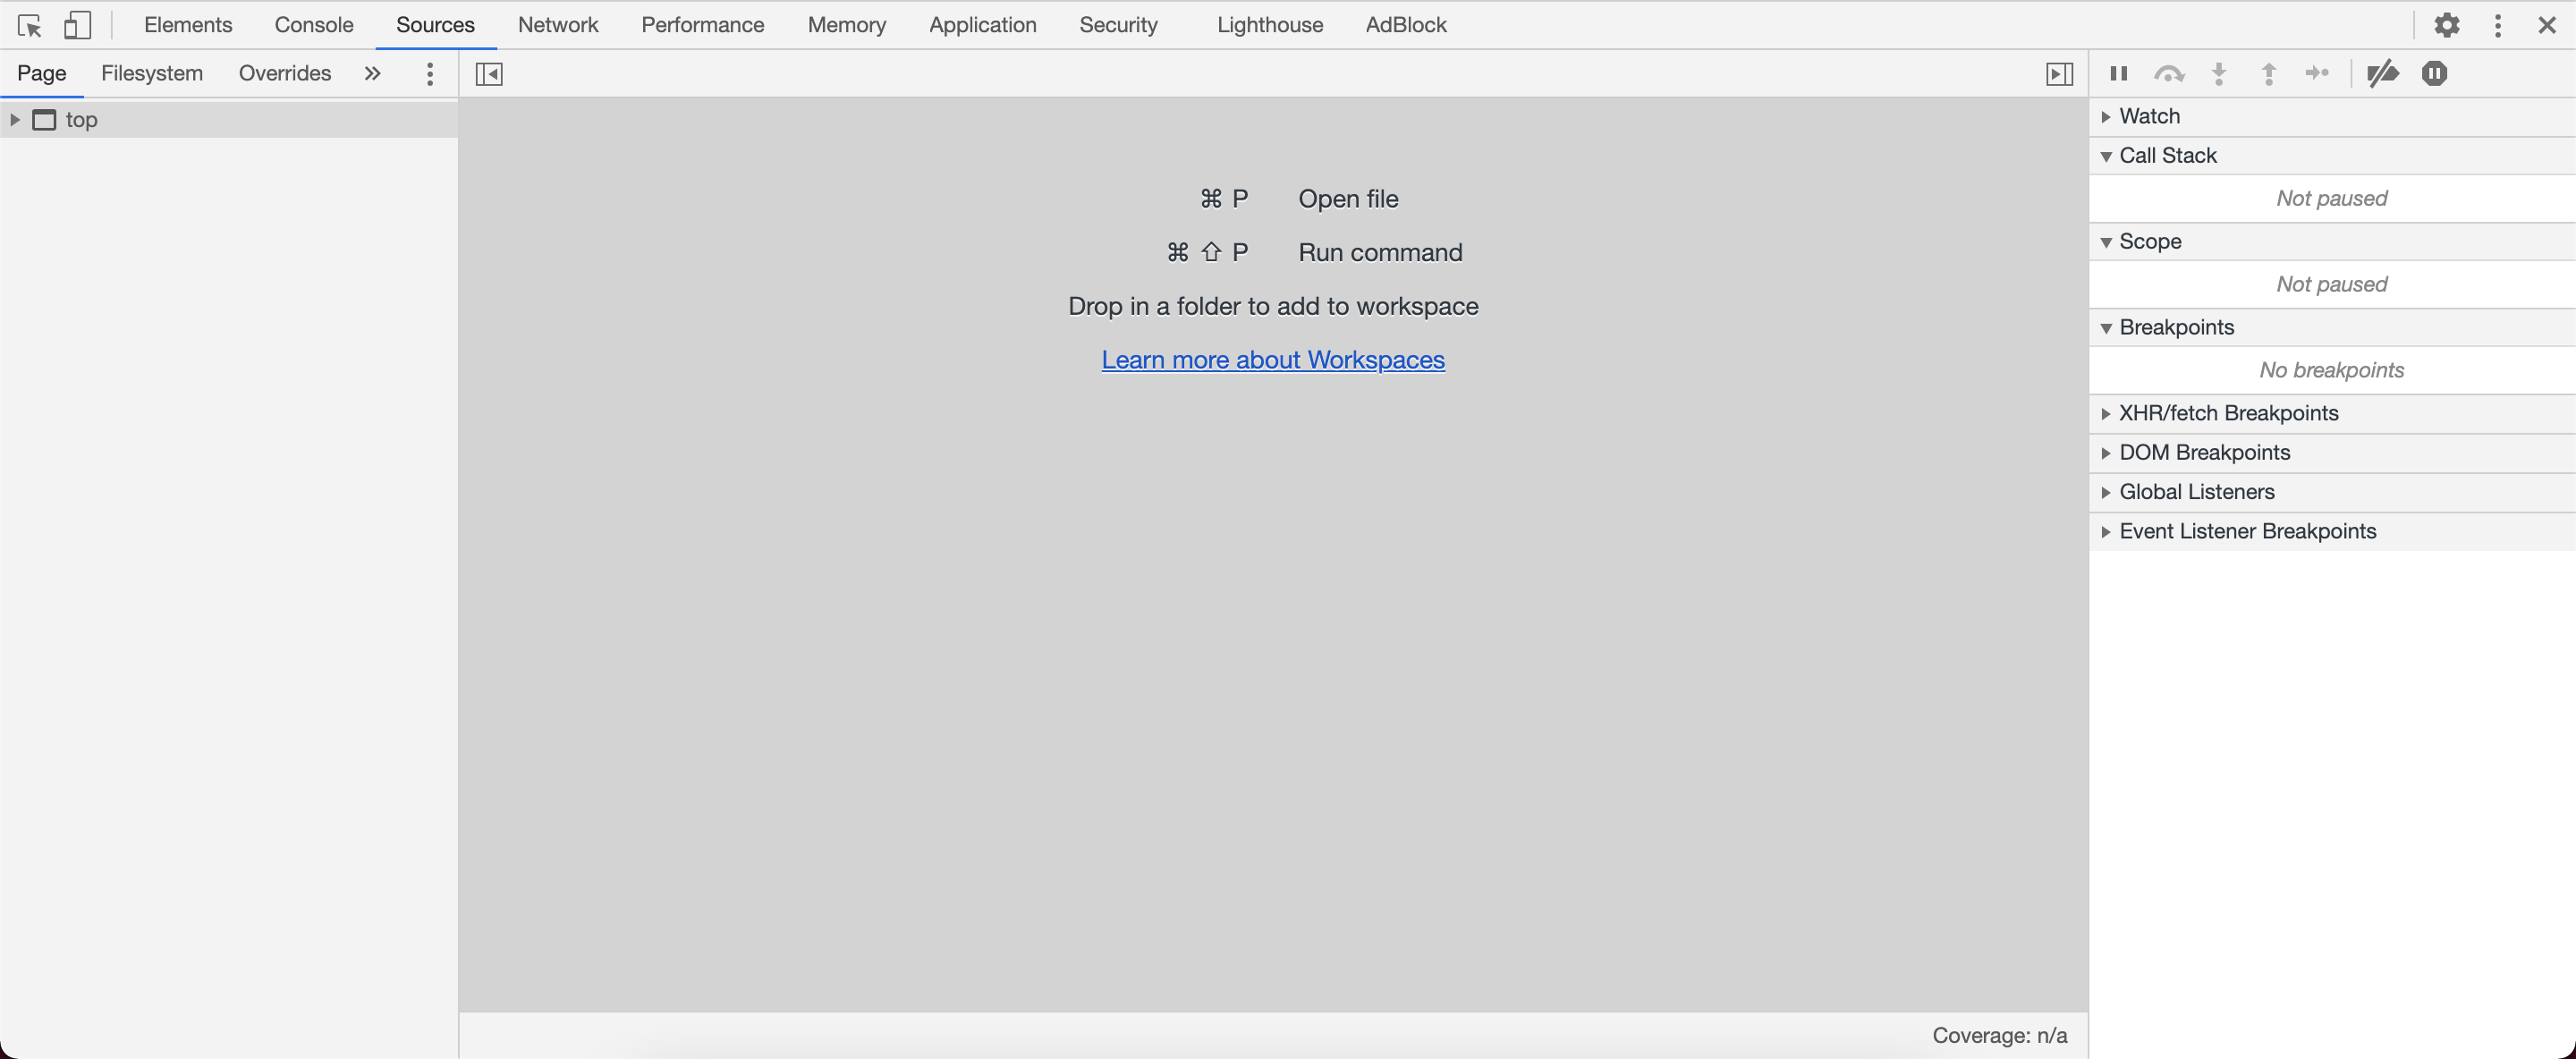 Elements Console Sources Network Performance Memory Application Security Lighthouse AdBlock
Page Filesystem Overrides
top
⌘ P Open file
⌘ ⇧ P Run command
Drop in a folder to add to workspace
Learn more about Workspaces
Coverage: n/a
Watch
Call Stack
Not paused
Scope
Not paused
Breakpoints
No breakpoints
XHR/fetch Breakpoints
DOM Breakpoints
Global Listeners
Event Listener Breakpoints